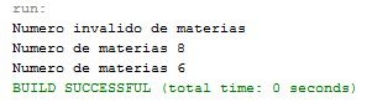 run:
Numero invalido de materias
Numero de materias 8
Numero de materias 6
BUILD SUCCESSFUL (total time: 0 seconds)